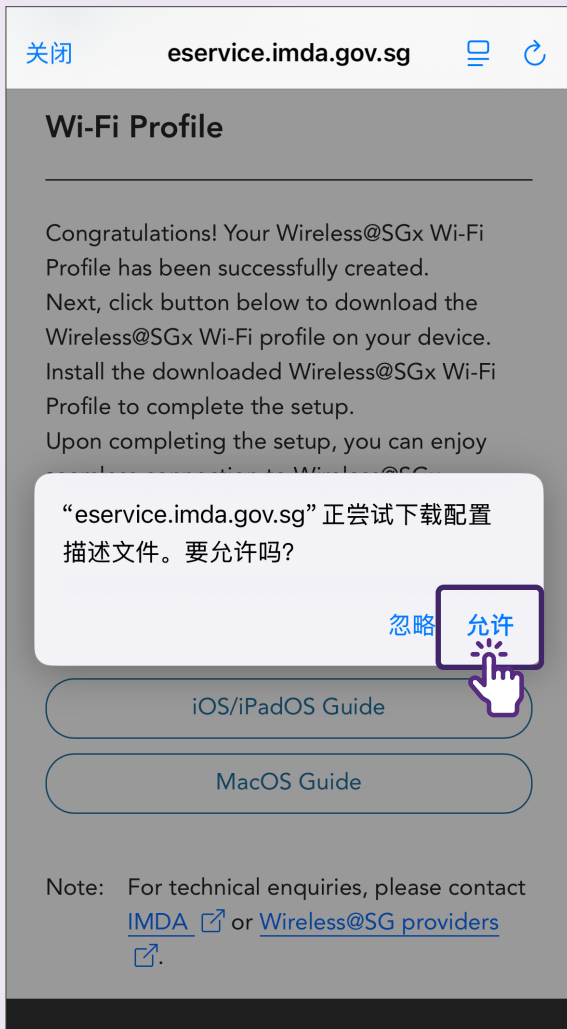 关闭
eservice.imda.gov.sg
Wi-Fi Profile
Congratulations! Your Wireless@SGx Wi-Fi
Profile has been successfully created.
Next, click button below to download the
Wireless@SGx Wi-Fi profile on your device.
Install the downloaded Wireless@SGx Wi-Fi
Profile to complete the setup.
Upon completing the setup, you can enjoy
“eservice.imda.gov.sg” 正尝试下载配置
描述文件。要允许吗?
忽略 允许
iOS/iPadOS Guide
MacOS Guide
Note: For technical enquiries, please contact
IMDA or Wireless@SG providers
.